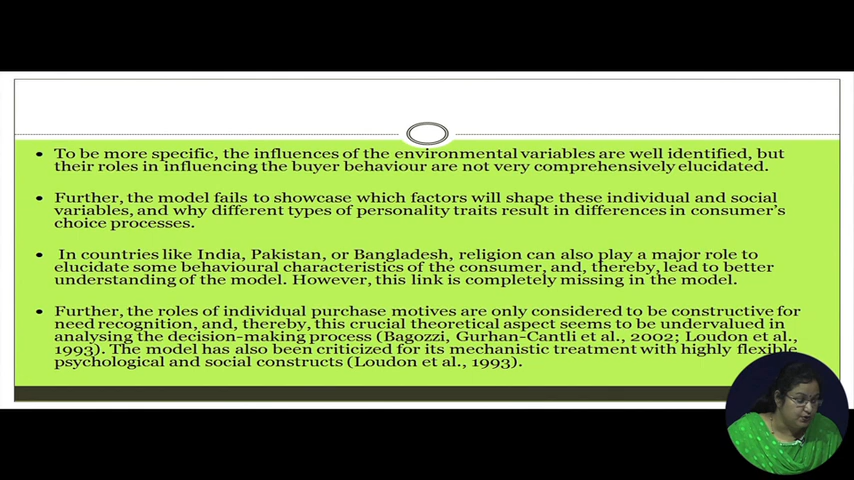 • To be more specific, the influences of the environmental variables are well identified, but
their roles in influencing the buyer behaviour are not very comprehensively elucidated.
• Further, the model fails to showcase which factors will shape these individual and social
variables, and why different types of personality traits result in differences in consumer's
choice processes.
• In countries like India, Pakistan, or Bangladesh, religion can also play a major role to
elucidate some behavioural characteristics of the consumer, and, thereby, lead to better
understanding of the model. However, this link is completely missing in the model.
• Further, the roles of individual purchase motives are only considered to be constructive for
need recognition, and, thereby, this crucial theoretical aspect seems to be undervalued in
analysing the decision-making process (Bagozzi, Gurhan-Cantli et al., 2002; Loudon et al.,
1993). The model has also been criticized for its mechanistic treatment with highly flexible
psychological and social constructs (Loudon et al., 1993).